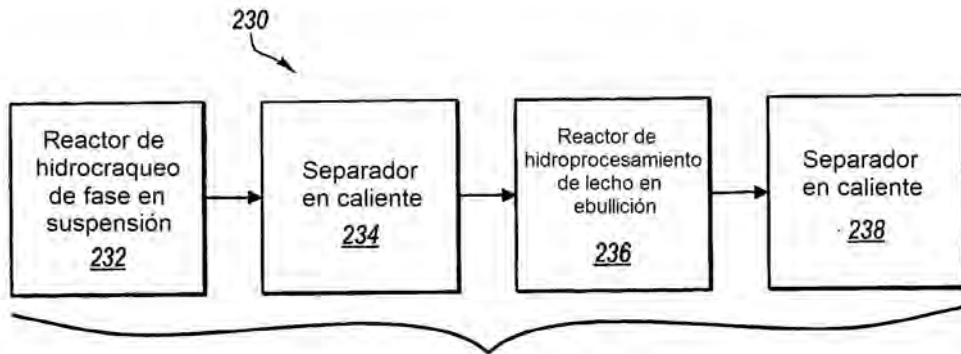 230
Reactor de
hidrocraqueo
de fase en
suspensión
232
Separador
en caliente
234
Reactor de
hidroprocesamiento
de lecho en
ebullición
236
Separador
en caliente
238